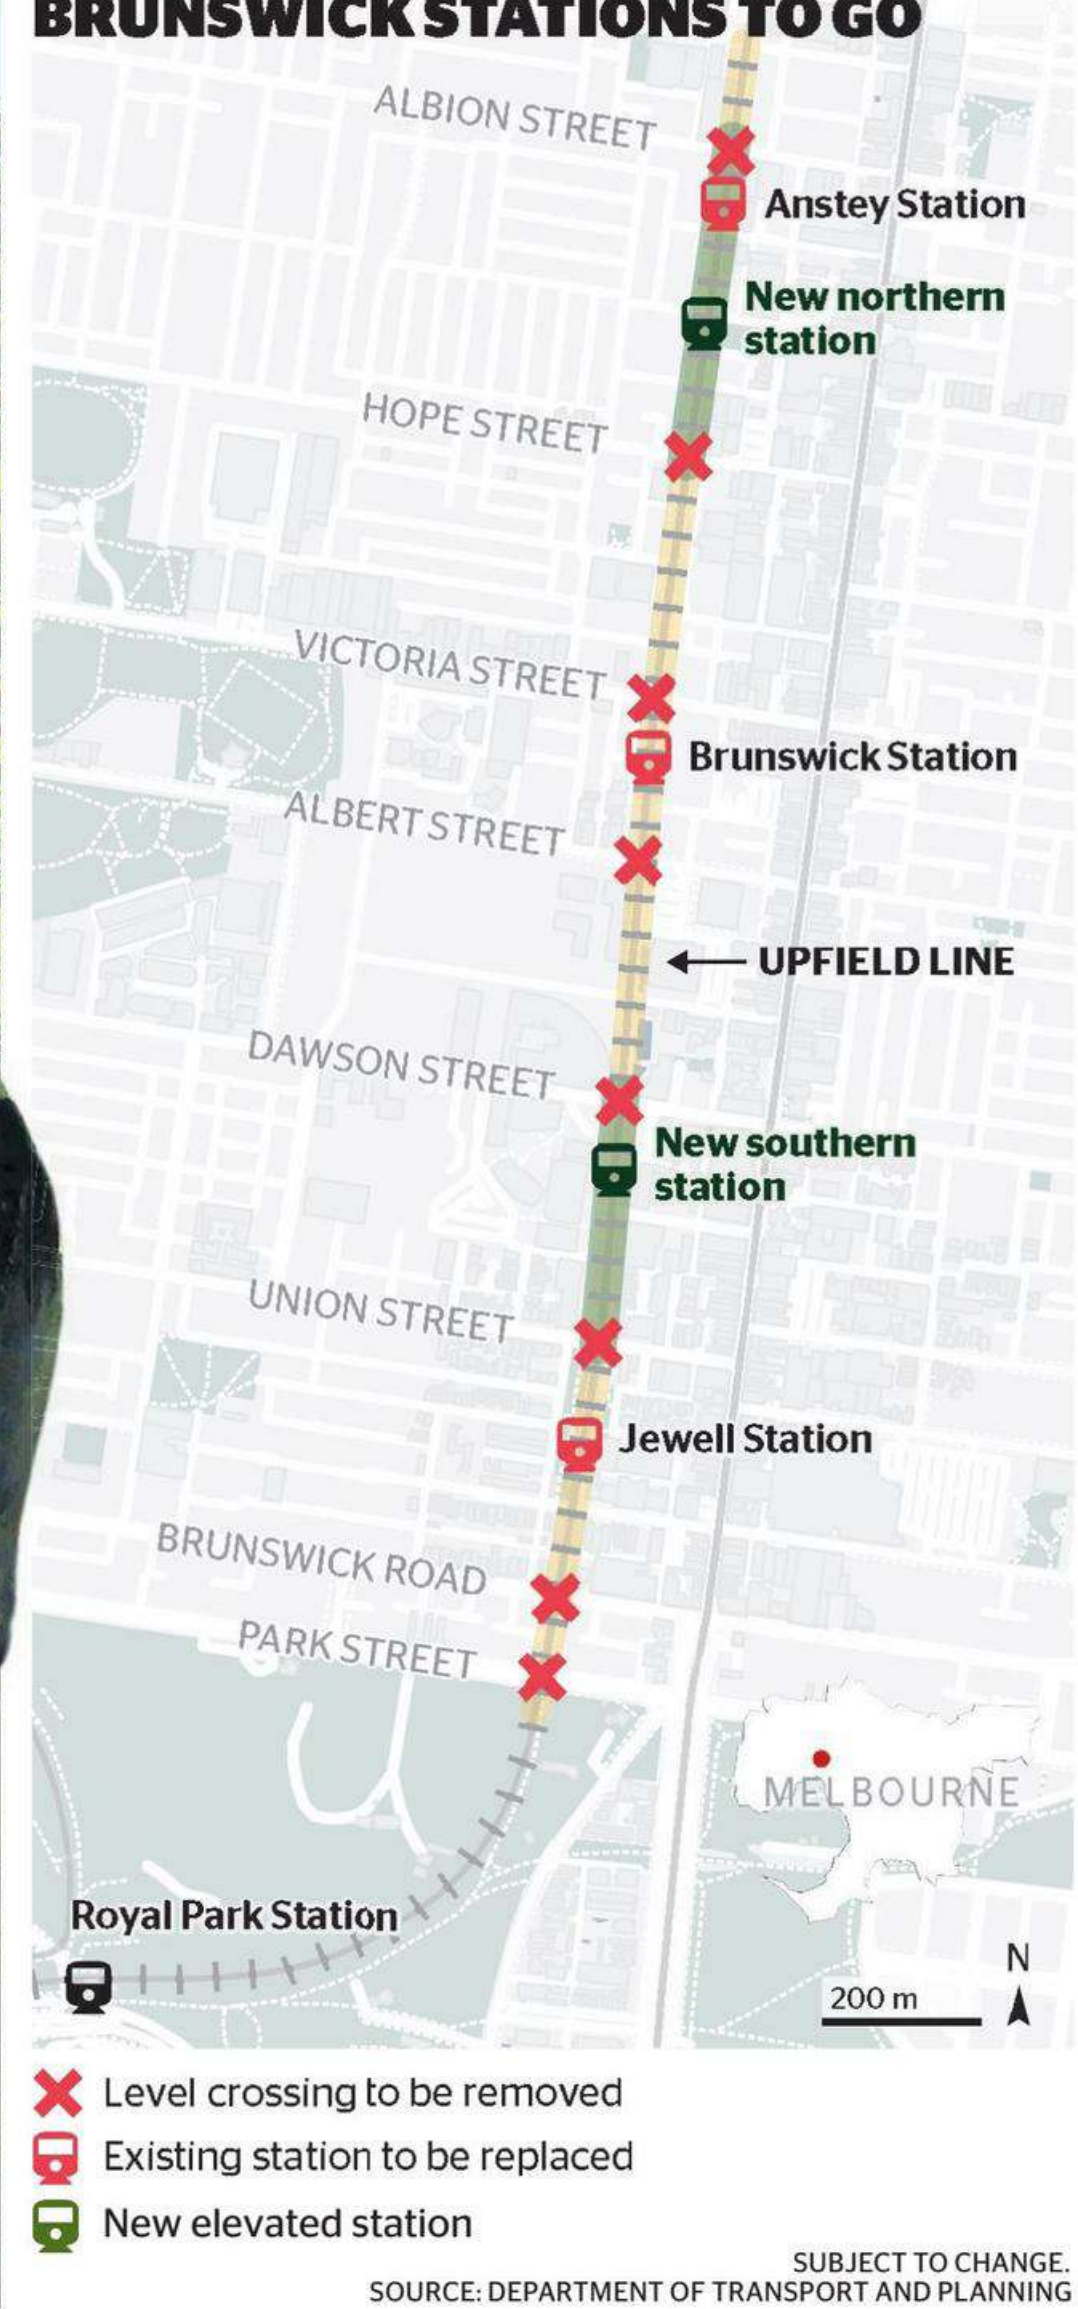 BRUNSWICK STATIONS TO GO
ALBION STREET
Anstey Station
New northern
station
HOPE STREET
VICTORIA STREET
Brunswick Station
ALBERT STREET
UPFIELD LINE
DAWSON STREET
New southern
station
UNION STREET
Jewell Station
BRUNSWICK ROAD
PARK STREET
MELBOURNE
Royal Park Station
N
200 m
Level crossing to be removed
Existing station to be replaced
New elevated station
SUBJECT TO CHANGE.
SOURCE: DEPARTMENT OF TRANSPORT AND PLANNING